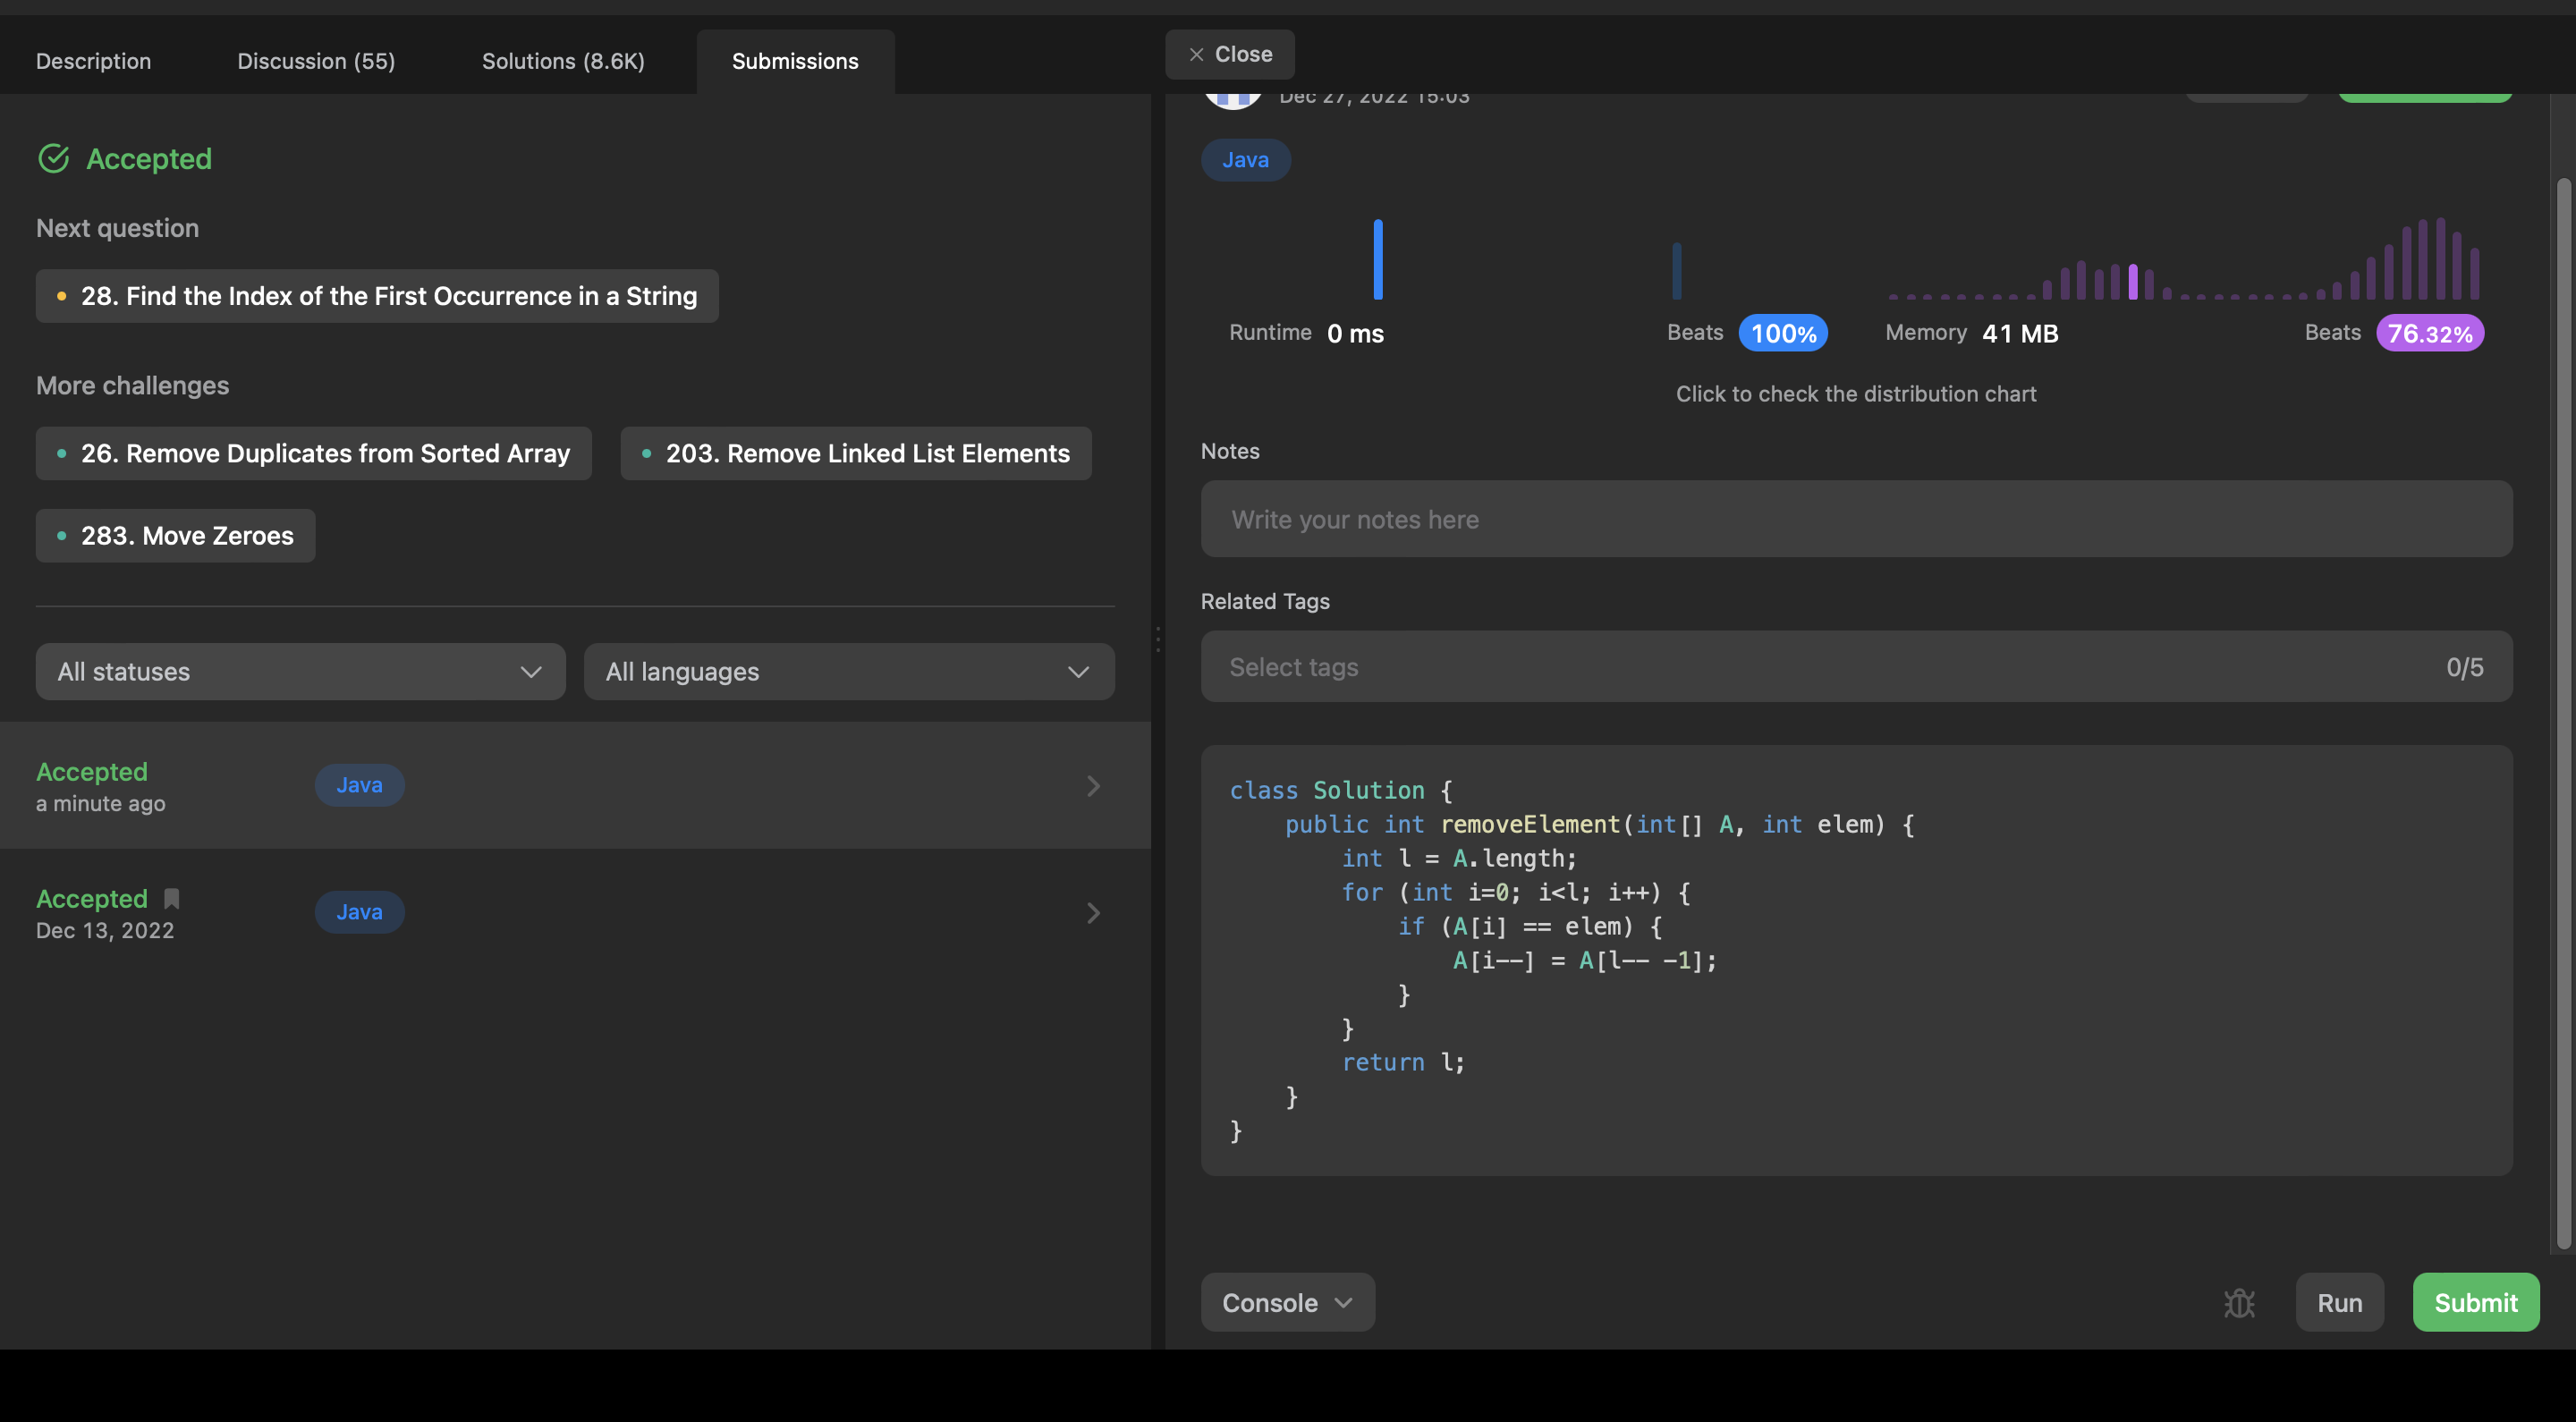 Description Discussion (55) Solutions (8.6K) Submissions
Accepted
Next question
28. Find the Index of the First Occurrence in a String
More challenges
26. Remove Duplicates from Sorted Array 203. Remove Linked List Elements
283. Move Zeroes
All statuses All languages
Accepted Java
a minute ago
Accepted Java
Dec 13, 2022
Close
Dec 27, 2022 15:03
Java
Runtime 0 ms Beats 100% Memory 41 MB Beats 76.32%
Click to check the distribution chart
Notes
Write your notes here
Related Tags
Select tags 0/5
class Solution {
    public int removeElement(int[] A, int elem) {
        int l = A.length;
        for (int i=0; i<l; i++) {
            if (A[i] == elem) {
                A[i--] = A[l-- -1];
            }
        }
        return l;
    }
}
Console Run Submit